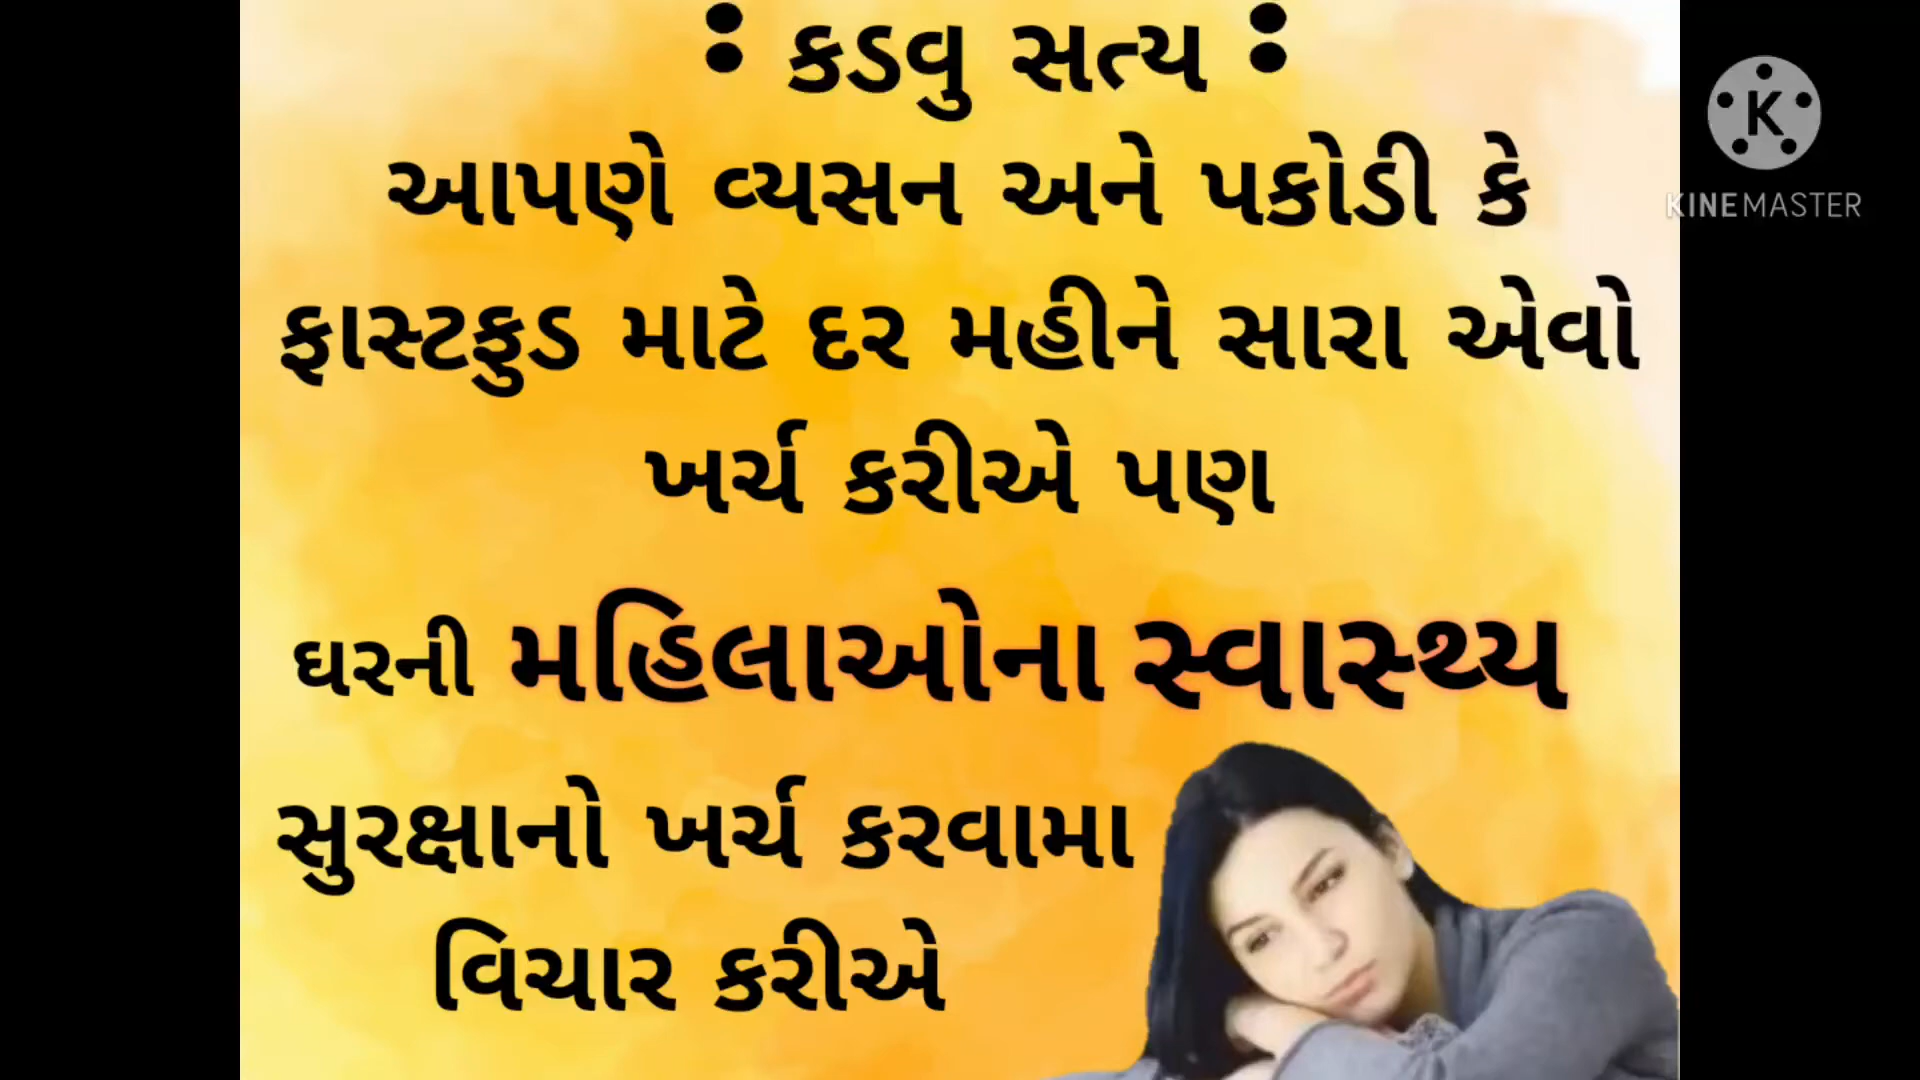 : કડવુ સત્ય :
આપણે વ્યસન અને પકોડી કે
ફાસ્ટફુડ માટે દર મહીને સારા એવો
ખર્ચ કરીએ પણ
ઘરની મહિલાઓના સ્વાસ્થ્ય
સુરક્ષાનો ખર્ચ કરવામા
વિચાર કરીએ
K
KINEMASTER